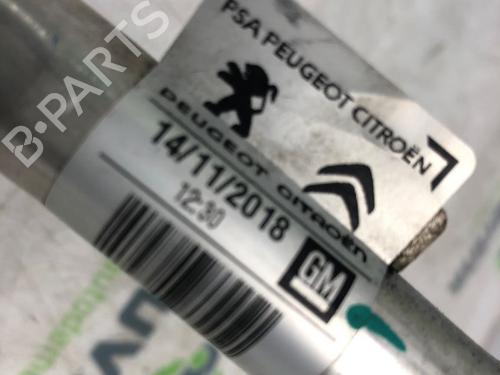 PSA PEUGEOT CITROËN
PEUGEOT CITROËN
14/11/2018
12:30
GM
B-PARTS